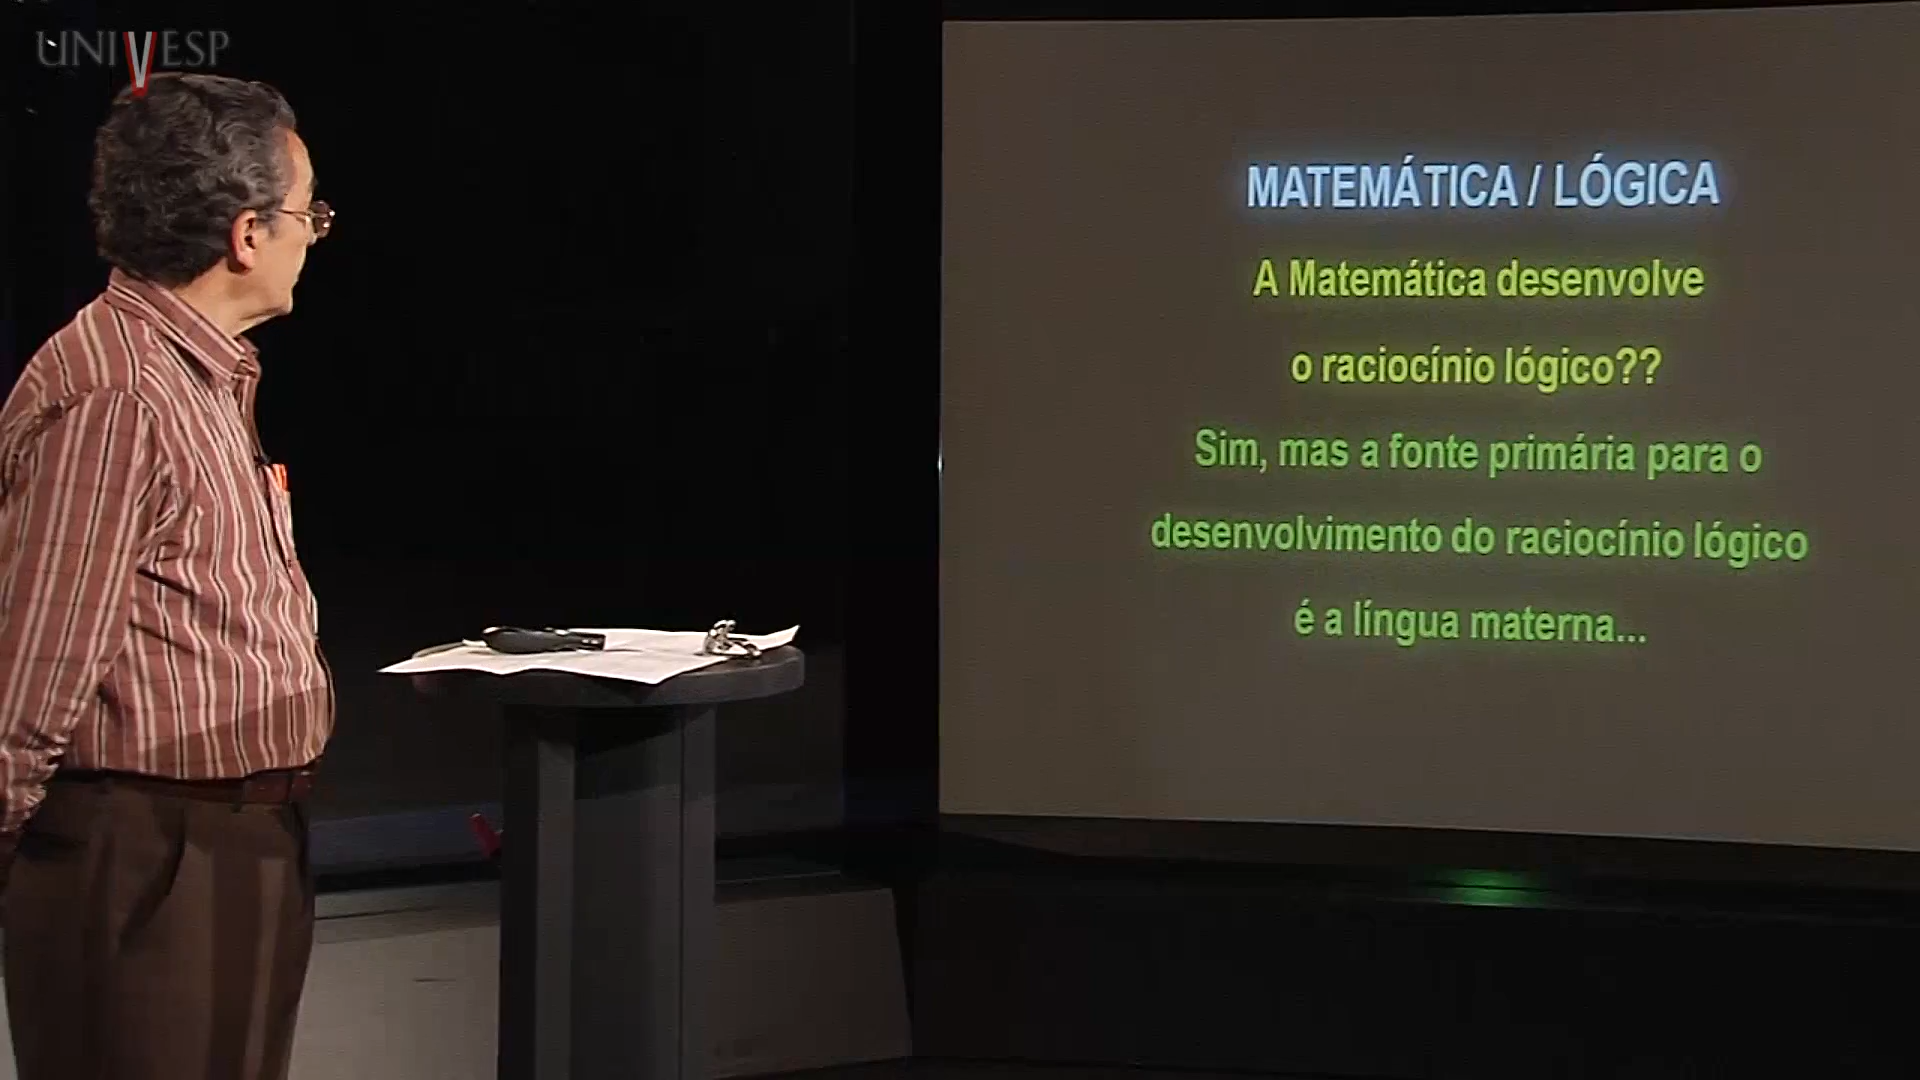 UNIVESP
MATEMÁTICA / LÓGICA
A Matemática desenvolve
o raciocínio lógico??
Sim, mas a fonte primária para o
desenvolvimento do raciocínio lógico
é a língua materna...